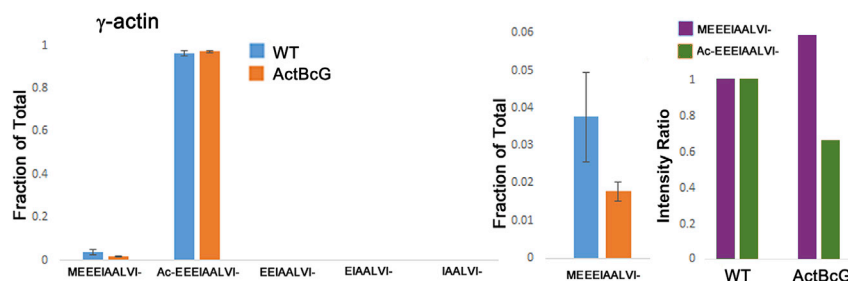 γ-actin
WT
ActBcG
Fraction of Total
1
0.8
0.6
0.4
0.2
0
MEEEIAALVI-
Ac-EEEIAALVI-
EEIAALVI-
EIAALVI-
IAALVI-
Fraction of Total
0.06
0.05
0.04
0.03
0.02
0.01
0
MEEEIAALVI-
MEEEIAALVI-
Ac-EEEIAALVI-
Intensity Ratio
1
0.8
0.6
0.4
0.2
0
WT
ActBcG